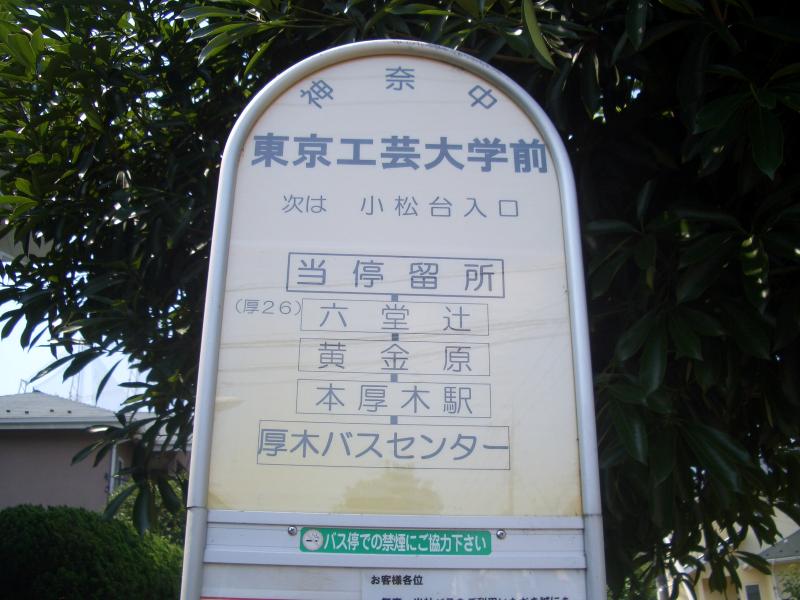 神奈中
東京工芸大学前
次は 小松台入口
当停留所
(厚26) 六堂辻
黄金原
本厚木駅
厚木バスセンター
バス停での禁煙にご協力下さい
お客様各位